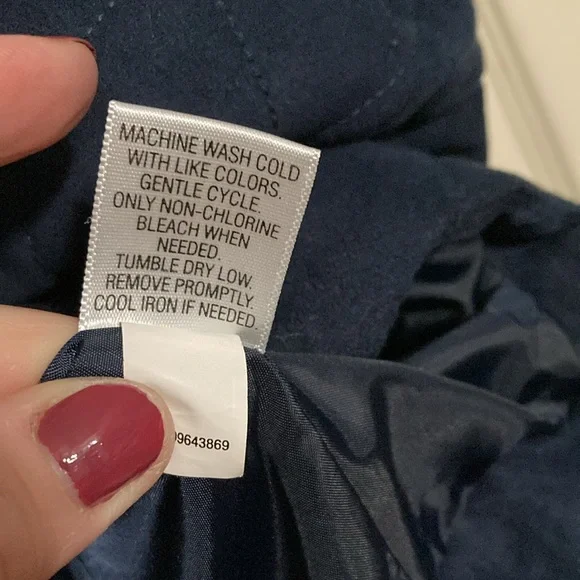 MACHINE WASH COLD
WITH LIKE COLORS.
GENTLE CYCLE.
ONLY NON-CHLORINE
BLEACH WHEN
NEEDED.
TUMBLE DRY LOW.
REMOVE PROMPTLY.
COOL IRON IF NEEDED.
09643869